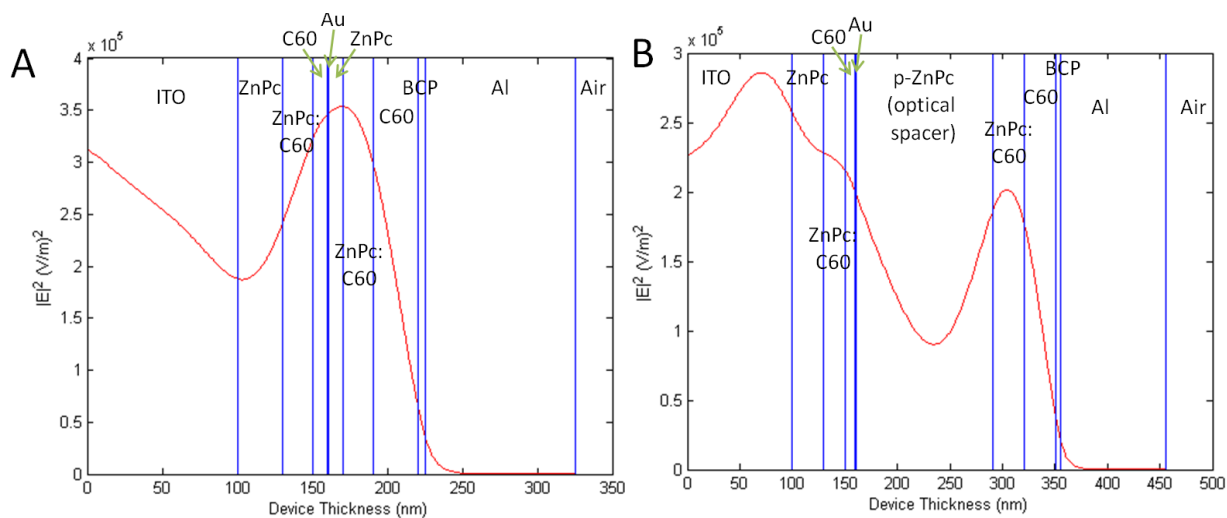 A
× 10⁵
C60
Au
ZnPc
4
3.5
3
2.5
2
1.5
1
0.5
0
|E|² (V/m)²
ITO
ZnPc
ZnPc:
C60
ZnPc:
C60
BCP
C60
Al
Air
0 50 100 150 200 250 300 350
Device Thickness (nm)
B
× 10⁵
C60
Au
3
2.5
2
1.5
1
0.5
0
|E|² (V/m)²
ITO
ZnPc
ZnPc:
C60
p-ZnPc
(optical
spacer)
ZnPc:
C60
BCP
C60
Al
Air
0 50 100 150 200 250 300 350 400 450 500
Device Thickness (nm)